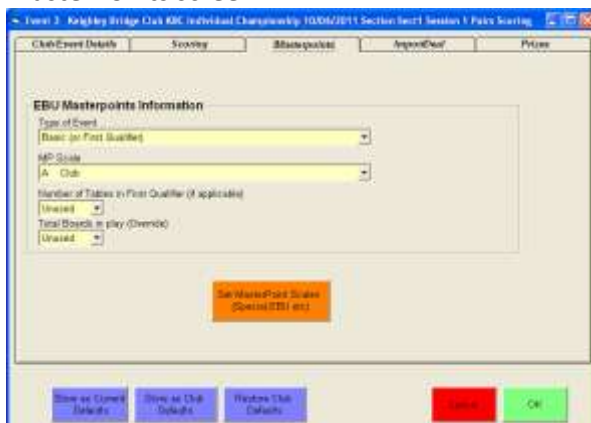 Event 3 Keighley Bridge Club KBC Individual Championship 10/06/2011 Section Sect1 Session 1 Pairs Scoring
Club/Event Details Scoring Masterpoints Import/Deal Prizes
EBU Masterpoints Information
Type of Event
Basic (or First Qualifier)
MP Scale
A Club
Number of Tables in First Qualifier (if applicable)
Unused
Total Boards in play (Override)
Unused
Set MasterPoint Scales
(Special EBU etc)
Store as Current
Defaults
Store as Club
Defaults
Restore Club
Defaults
OK